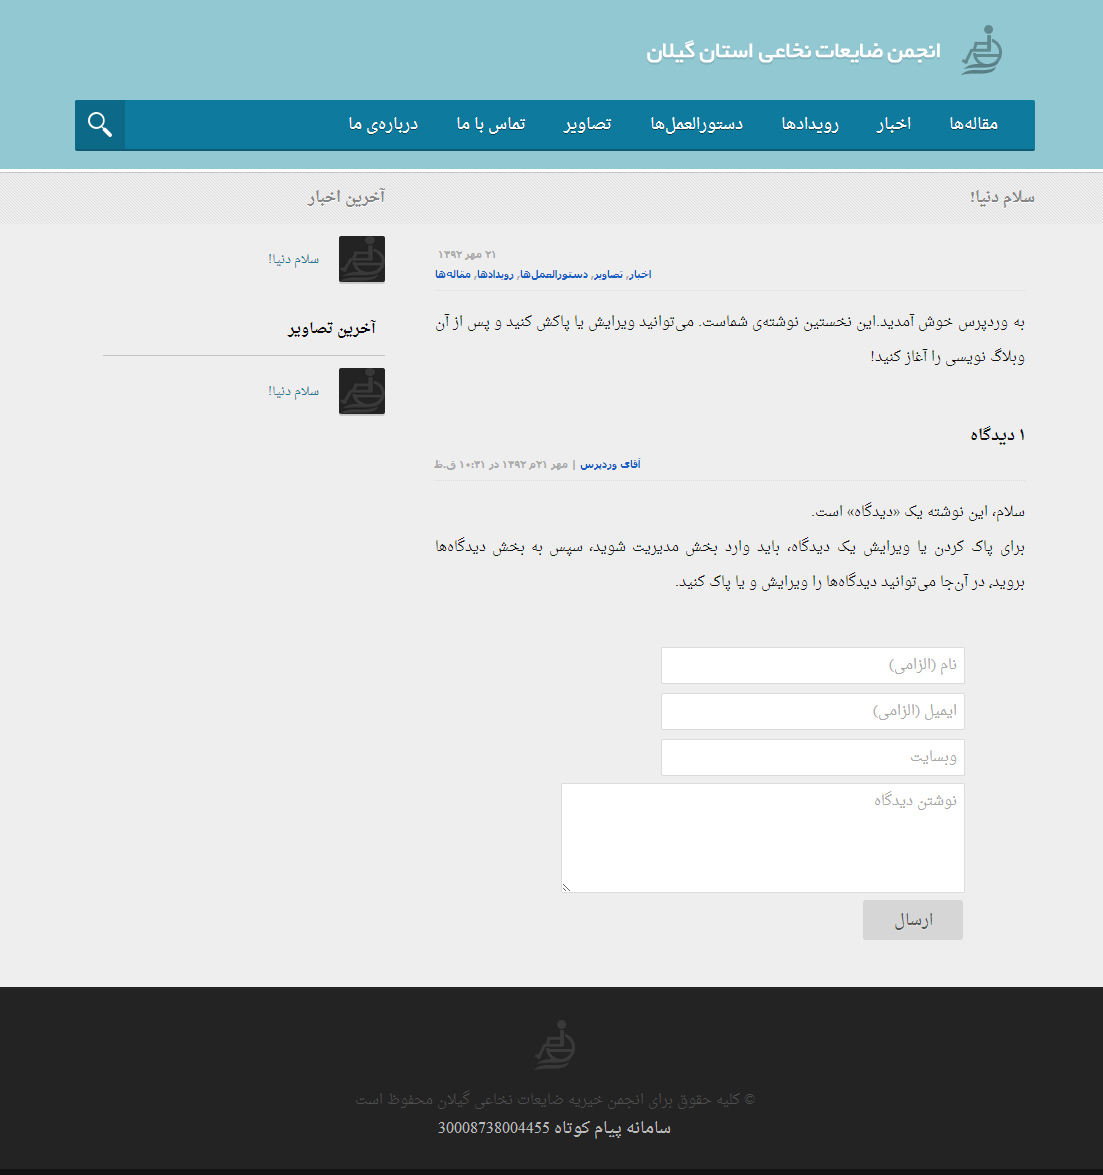 انجمن ضایعات نخاعی استان گیلان
مقاله‌ها اخبار رویدادها دستورالعمل‌ها تصاویر تماس با ما درباره‌ی ما
سلام دنیا!
۲۱ مهر ۱۳۹۲
اخبار, تصاویر, دستورالعمل‌ها, رویدادها, مقاله‌ها
به وردپرس خوش آمدید.این نخستین نوشته‌ی شماست. می‌توانید ویرایش یا پاکش کنید و پس از آن
وبلاگ نویسی را آغاز کنید!
۱ دیدگاه
آقای وردپرس | مهر ۲۱م ۱۳۹۲ در ۱۰:۳۱ ق.ظ
سلام، این نوشته یک «دیدگاه» است.
برای پاک کردن یا ویرایش یک دیدگاه، باید وارد بخش مدیریت شوید، سپس به بخش دیدگاه‌ها
بروید، در آن‌جا می‌توانید دیدگاه‌ها را ویرایش و یا پاک کنید.
نام (الزامی)
ایمیل (الزامی)
وبسایت
نوشتن دیدگاه
ارسال
آخرین اخبار
سلام دنیا!
آخرین تصاویر
سلام دنیا!
© کلیه حقوق برای انجمن خیریه ضایعات نخاعی گیلان محفوظ است
سامانه پیام کوتاه 30008738004455